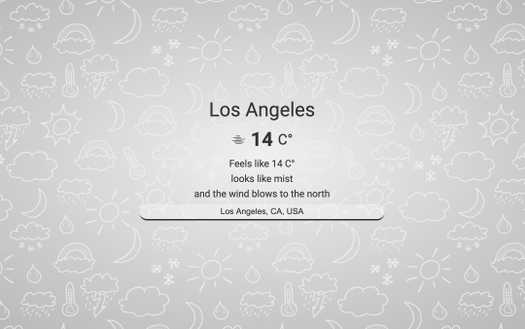 Los Angeles
14 C°
Feels like 14 C°
looks like mist
and the wind blows to the north
Los Angeles, CA, USA